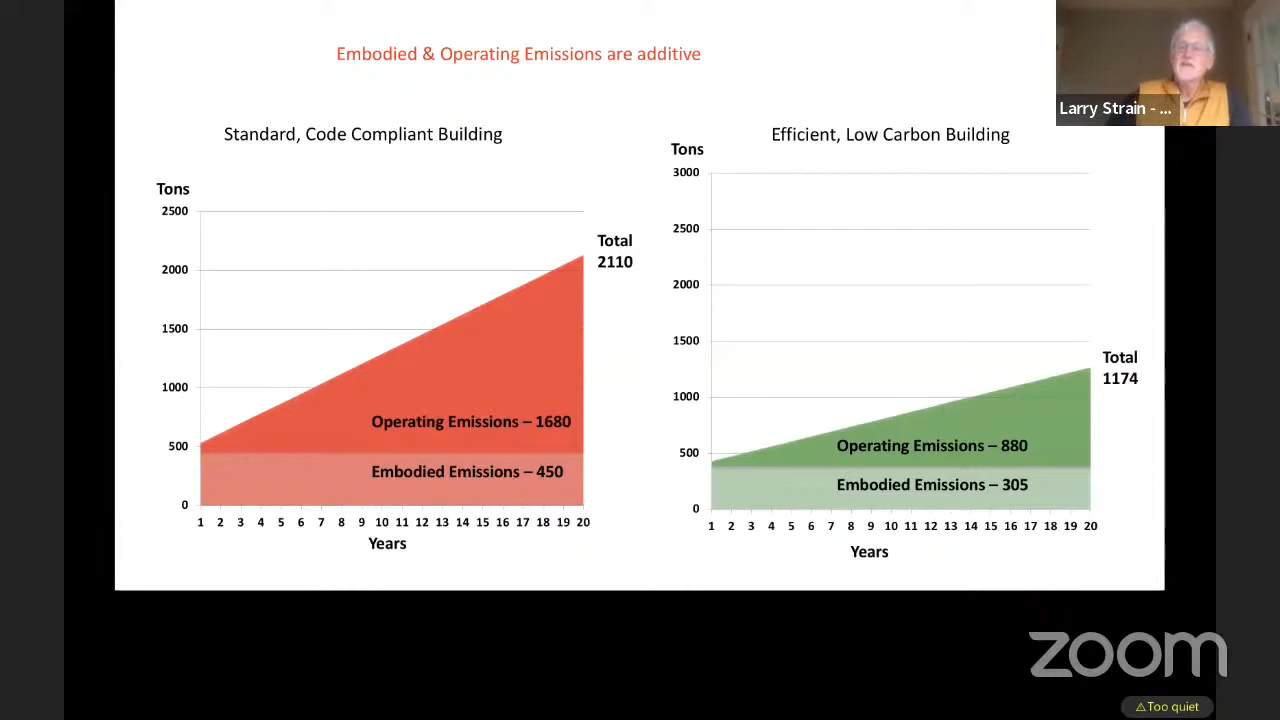 Embodied & Operating Emissions are additive
Larry Strain - ...
Standard, Code Compliant Building
Tons
2500
2000
1500
1000
500
0
Total
2110
Operating Emissions – 1680
Embodied Emissions – 450
1 2 3 4 5 6 7 8 9 10 11 12 13 14 15 16 17 18 19 20
Years
Efficient, Low Carbon Building
Tons
3000
2500
2000
1500
1000
500
0
Total
1174
Operating Emissions – 880
Embodied Emissions – 305
1 2 3 4 5 6 7 8 9 10 11 12 13 14 15 16 17 18 19 20
Years
zoom
⚠Too quiet